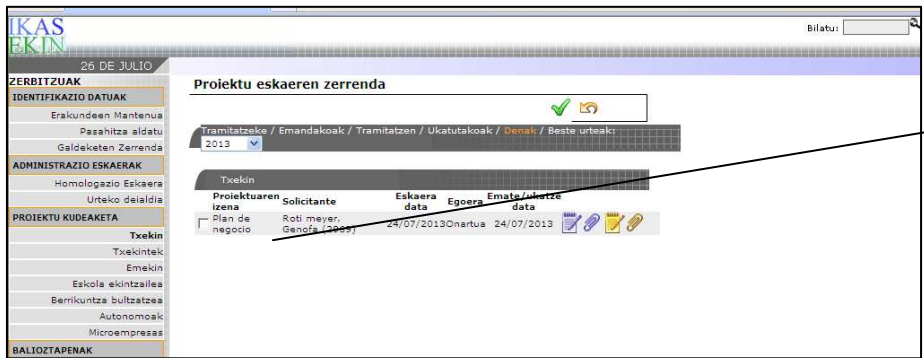 IKAS
EKIN
Bilatu:
26 DE JULIO
ZERBITZUAK
IDENTIFIKAZIO DATUAK
Erakundeen Mantenua
Pasahitza aldatu
Galdeketen Zerrenda
ADMINISTRAZIO ESKAERAK
Homologazio Eskaera
Urteko deialdia
PROIEKTU KUDEAKETA
Txekin
Txekintek
Emekin
Eskola ekintzailea
Berrikuntza bultzatzea
Autonomoak
Microempresas
BALIOZTAPENAK
Proiektu eskaeren zerrenda
Tramitatzeke / Emandakoak / Tramitatzen / Ukatutakoak / Denak / Beste urteak:
2013
Txekin
Proiektuaren izena Solicitante Eskaera data Egoera Emate/ukatze data
Plan de negocio Roti meyer, Genofa (2009) 24/07/2013 Onartua 24/07/2013